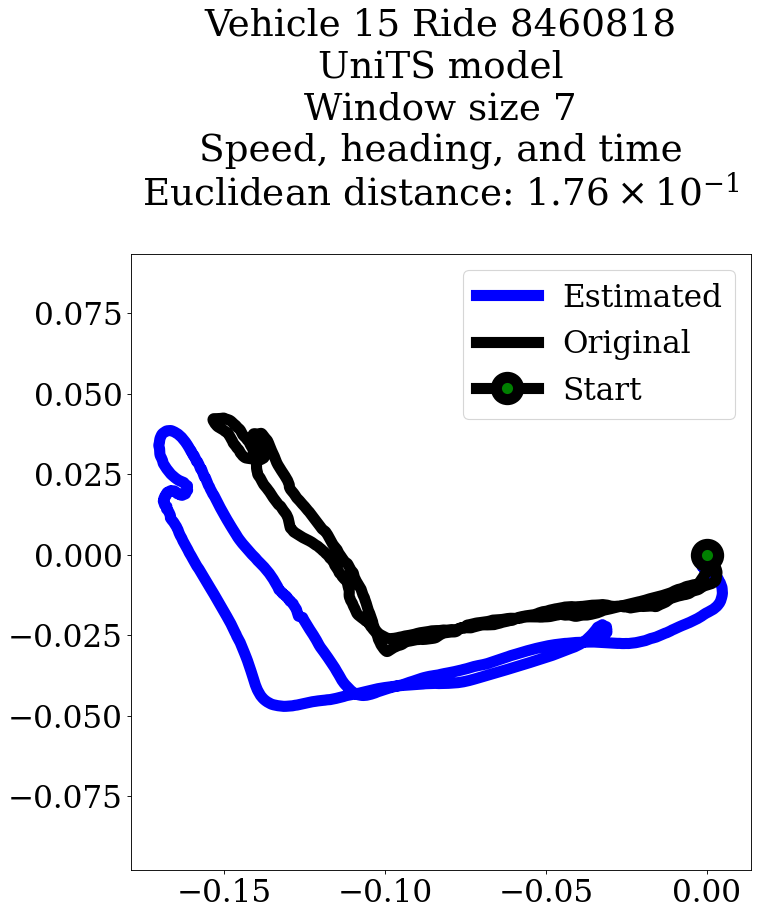 Vehicle 15 Ride 8460818
UniTS model
Window size 7
Speed, heading, and time
Euclidean distance: 1.76 × 10⁻¹
Estimated
Original
Start
0.075
0.050
0.025
0.000
−0.025
−0.050
−0.075
−0.15 −0.10 −0.05 0.00